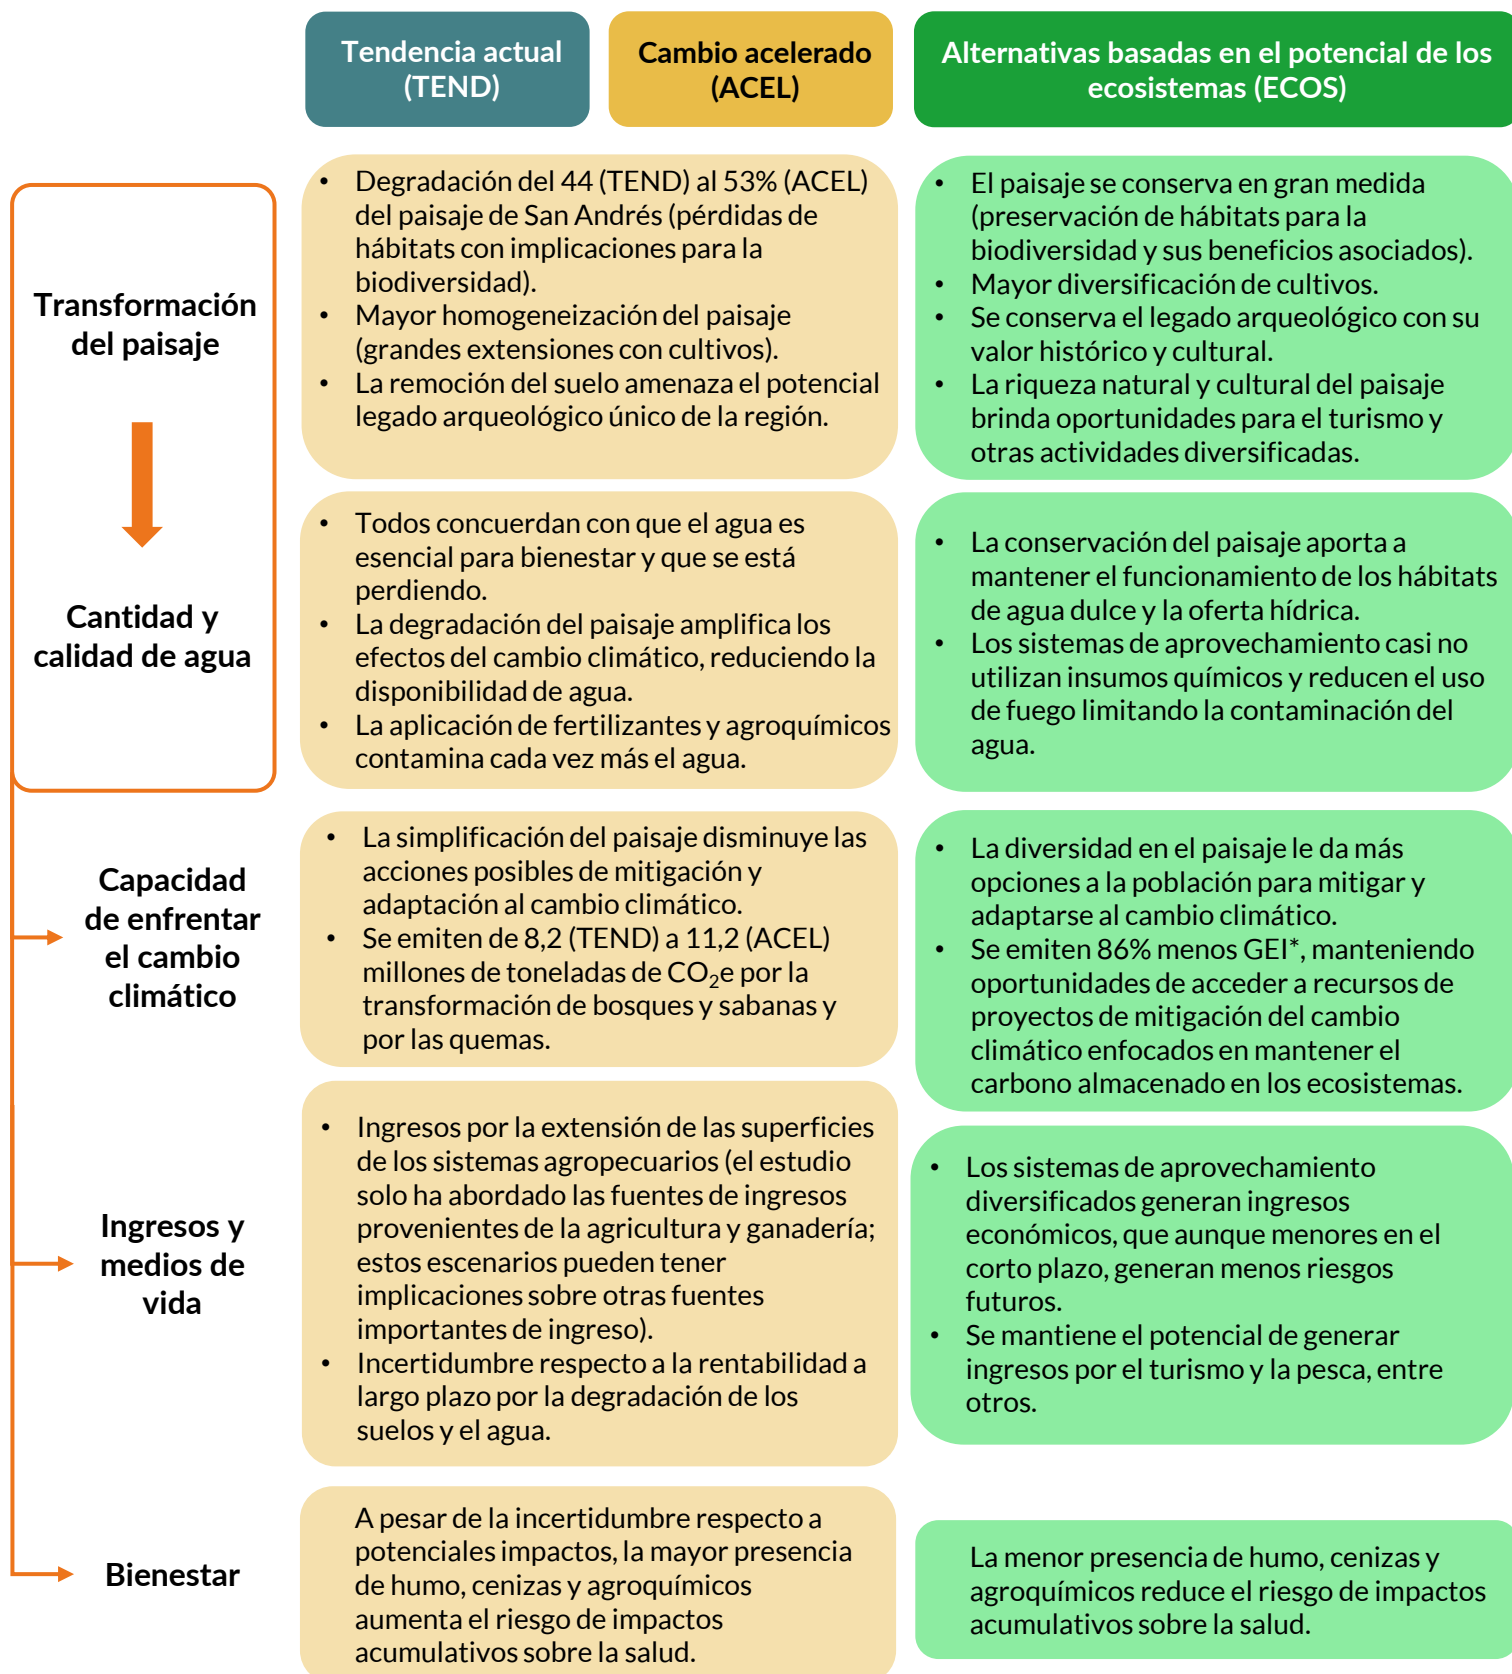 Tendencia actual
(TEND)
Cambio acelerado
(ACEL)
Alternativas basadas en el potencial de los
ecosistemas (ECOS)
Transformación
del paisaje
• Degradación del 44 (TEND) al 53% (ACEL)
del paisaje de San Andrés (pérdidas de
hábitats con implicaciones para la
biodiversidad).
• Mayor homogeneización del paisaje
(grandes extensiones con cultivos).
• La remoción del suelo amenaza el potencial
legado arqueológico único de la región.
• El paisaje se conserva en gran medida
(preservación de hábitats para la
biodiversidad y sus beneficios asociados).
• Mayor diversificación de cultivos.
• Se conserva el legado arqueológico con su
valor histórico y cultural.
• La riqueza natural y cultural del paisaje
brinda oportunidades para el turismo y
otras actividades diversificadas.
Cantidad y
calidad de agua
• Todos concuerdan con que el agua es
esencial para bienestar y que se está
perdiendo.
• La degradación del paisaje amplifica los
efectos del cambio climático, reduciendo la
disponibilidad de agua.
• La aplicación de fertilizantes y agroquímicos
contamina cada vez más el agua.
• La conservación del paisaje aporta a
mantener el funcionamiento de los hábitats
de agua dulce y la oferta hídrica.
• Los sistemas de aprovechamiento casi no
utilizan insumos químicos y reducen el uso
de fuego limitando la contaminación del
agua.
Capacidad
de enfrentar
el cambio
climático
• La simplificación del paisaje disminuye las
acciones posibles de mitigación y
adaptación al cambio climático.
• Se emiten de 8,2 (TEND) a 11,2 (ACEL)
millones de toneladas de CO₂e por la
transformación de bosques y sabanas y
por las quemas.
• La diversidad en el paisaje le da más
opciones a la población para mitigar y
adaptarse al cambio climático.
• Se emiten 86% menos GEI*, manteniendo
oportunidades de acceder a recursos de
proyectos de mitigación del cambio
climático enfocados en mantener el
carbono almacenado en los ecosistemas.
Ingresos y
medios de
vida
• Ingresos por la extensión de las superficies
de los sistemas agropecuarios (el estudio
solo ha abordado las fuentes de ingresos
provenientes de la agricultura y ganadería;
estos escenarios pueden tener
implicaciones sobre otras fuentes
importantes de ingreso).
• Incertidumbre respecto a la rentabilidad a
largo plazo por la degradación de los
suelos y el agua.
• Los sistemas de aprovechamiento
diversificados generan ingresos
económicos, que aunque menores en el
corto plazo, generan menos riesgos
futuros.
• Se mantiene el potencial de generar
ingresos por el turismo y la pesca, entre
otros.
Bienestar
A pesar de la incertidumbre respecto a
potenciales impactos, la mayor presencia
de humo, cenizas y agroquímicos
aumenta el riesgo de impactos
acumulativos sobre la salud.
La menor presencia de humo, cenizas y
agroquímicos reduce el riesgo de impactos
acumulativos sobre la salud.